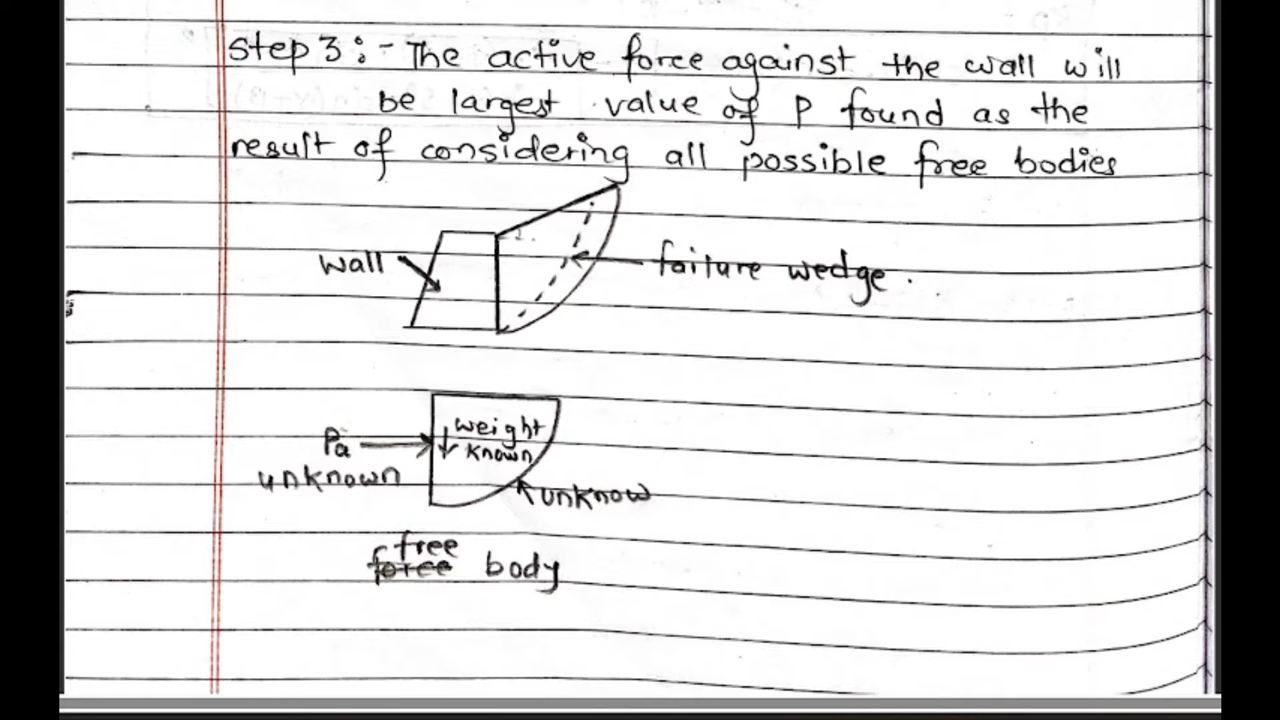 Step 3:- The active force against the wall will
be largest value of P found as the
result of considering all possible free bodies
wall
failure wedge.
Pa
unknown
weight
known
unknow
free
force body